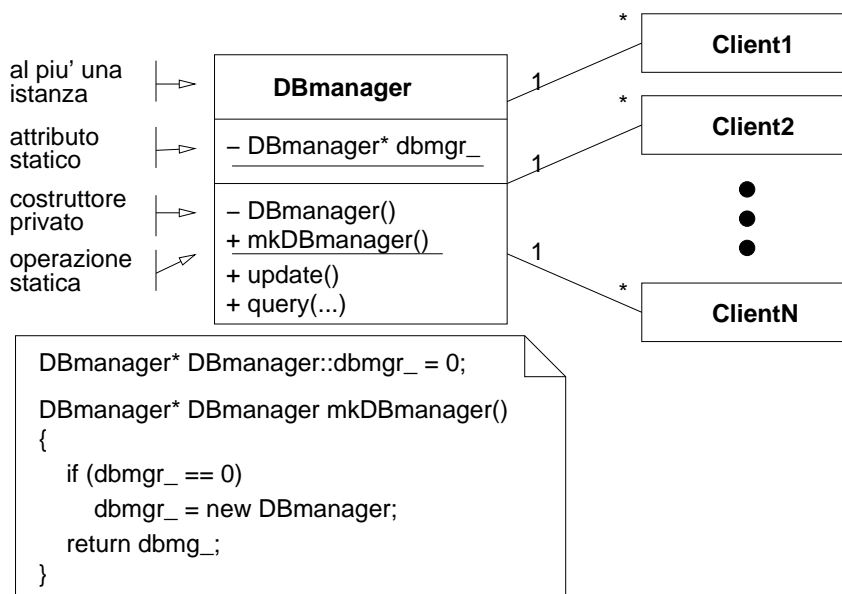 al piu' una
istanza
attributo
statico
costruttore
privato
operazione
statica
DBmanager
– DBmanager* dbmgr_
– DBmanager()
+ mkDBmanager()
+ update()
+ query(...)
1
*
Client1
1
*
Client2
1
*
ClientN
DBmanager* DBmanager::dbmgr_ = 0;
DBmanager* DBmanager mkDBmanager()
{
if (dbmgr_ == 0)
dbmgr_ = new DBmanager;
return dbmg_;
}